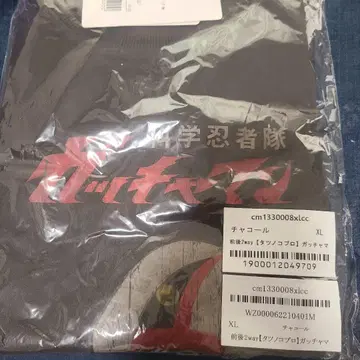 科学忍者隊
ガッチャマン
cm1330008xlcc
チャコール XL
前後2way【タツノコプロ】ガッチャマ
1900012049709
cm1330008xlcc
WZ000062210401M
チャコール
XL
前後2way【タツノコプロ】ガッチャマ